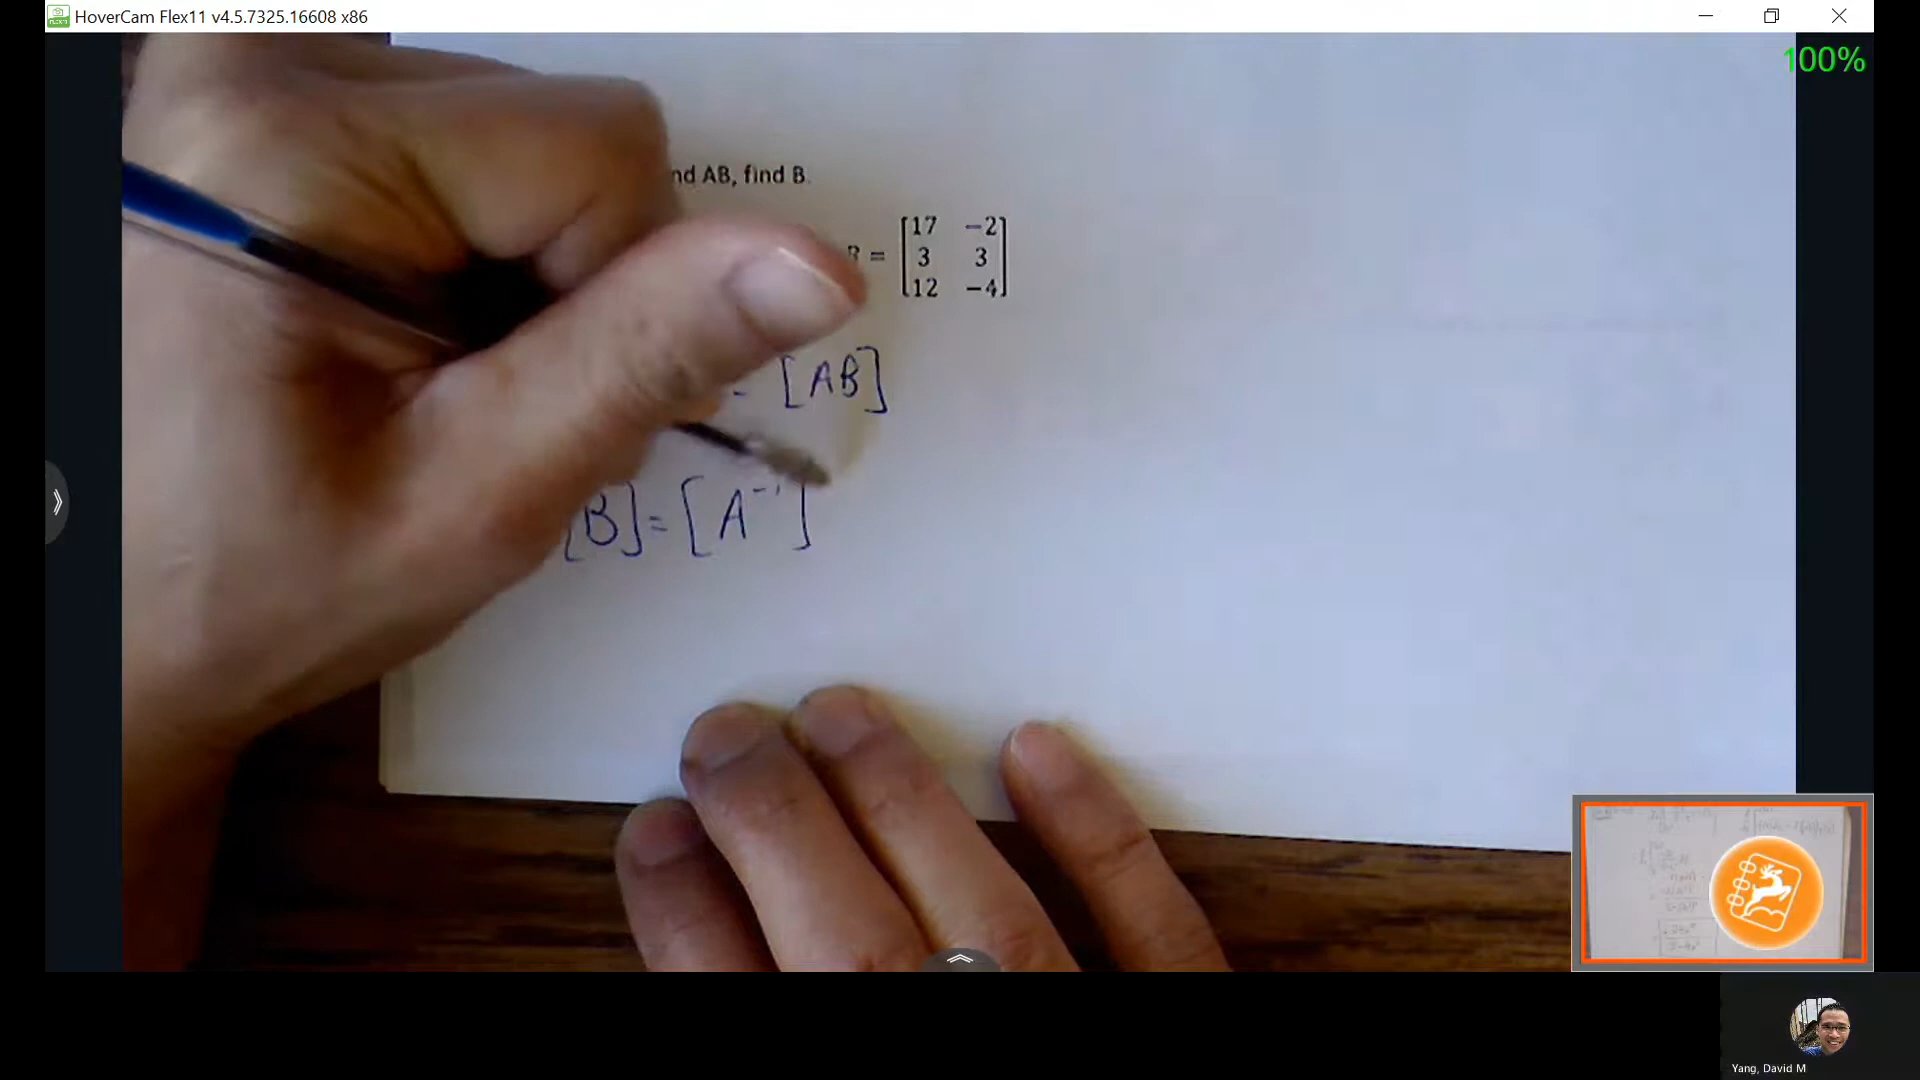 HoverCam Flex11 v4.5.7325.16608 x86
100%
nd AB, find B.
B = [17 -2]
[3 3]
[12 -4]
- [AB]
[B] = [A⁻¹]
Yang, David M